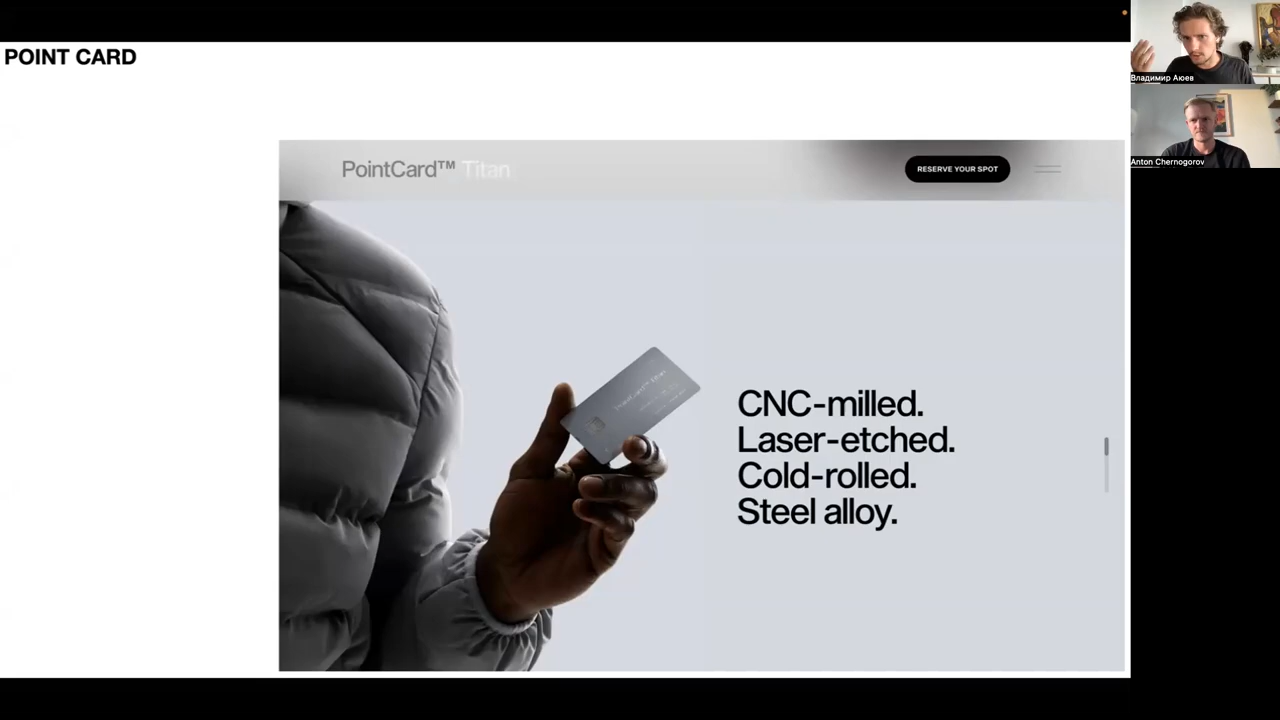 POINT CARD
Владимир Аюев
Anton Chernogorov
PointCard™ Titan
RESERVE YOUR SPOT
CNC-milled.
Laser-etched.
Cold-rolled.
Steel alloy.